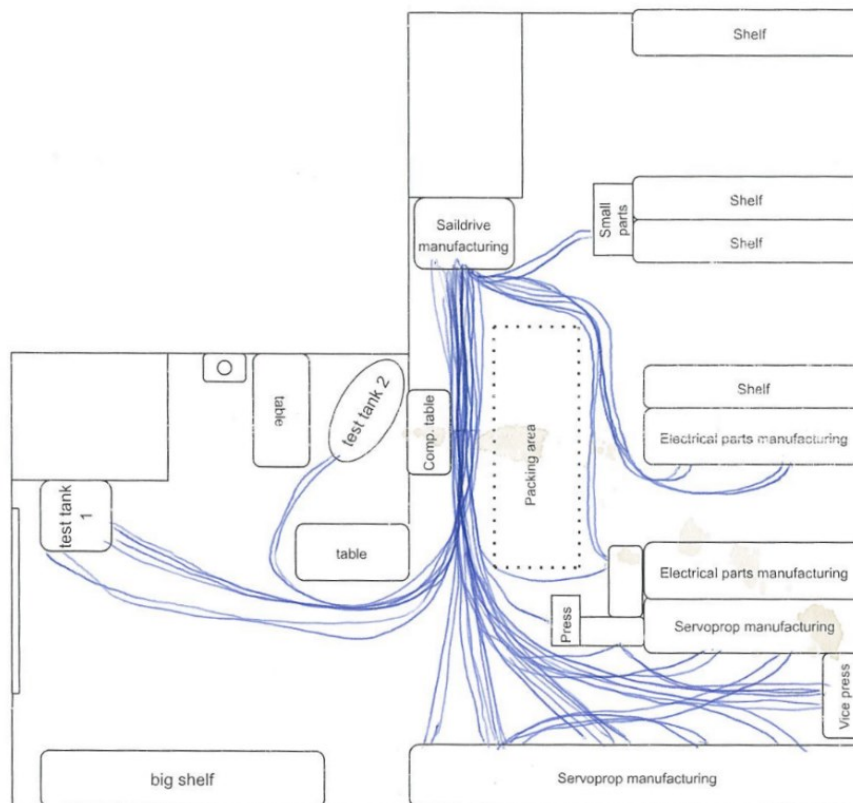 Shelf
Small
parts
Shelf
Shelf
Saildrive
manufacturing
Shelf
Electrical parts manufacturing
table
test tank 2
Comp. table
Packing area
test tank
1
table
Electrical parts manufacturing
Press
Servoprop manufacturing
Vice press
big shelf
Servoprop manufacturing